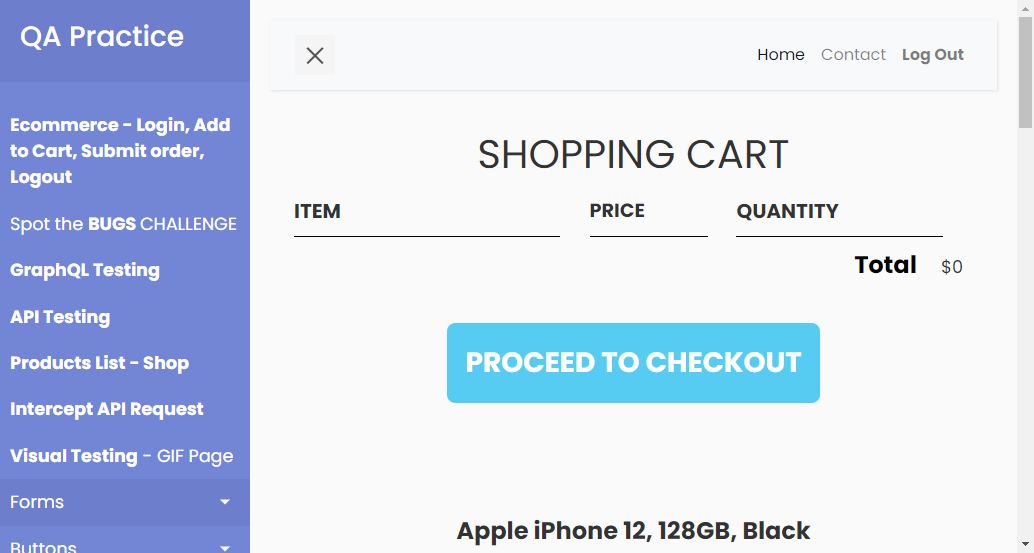 QA Practice
Home Contact Log Out
Ecommerce - Login, Add
to Cart, Submit order,
Logout
Spot the BUGS CHALLENGE
GraphQL Testing
API Testing
Products List - Shop
Intercept API Request
Visual Testing - GIF Page
Forms
Buttons
SHOPPING CART
ITEM PRICE QUANTITY
Total $0
PROCEED TO CHECKOUT
Apple iPhone 12, 128GB, Black